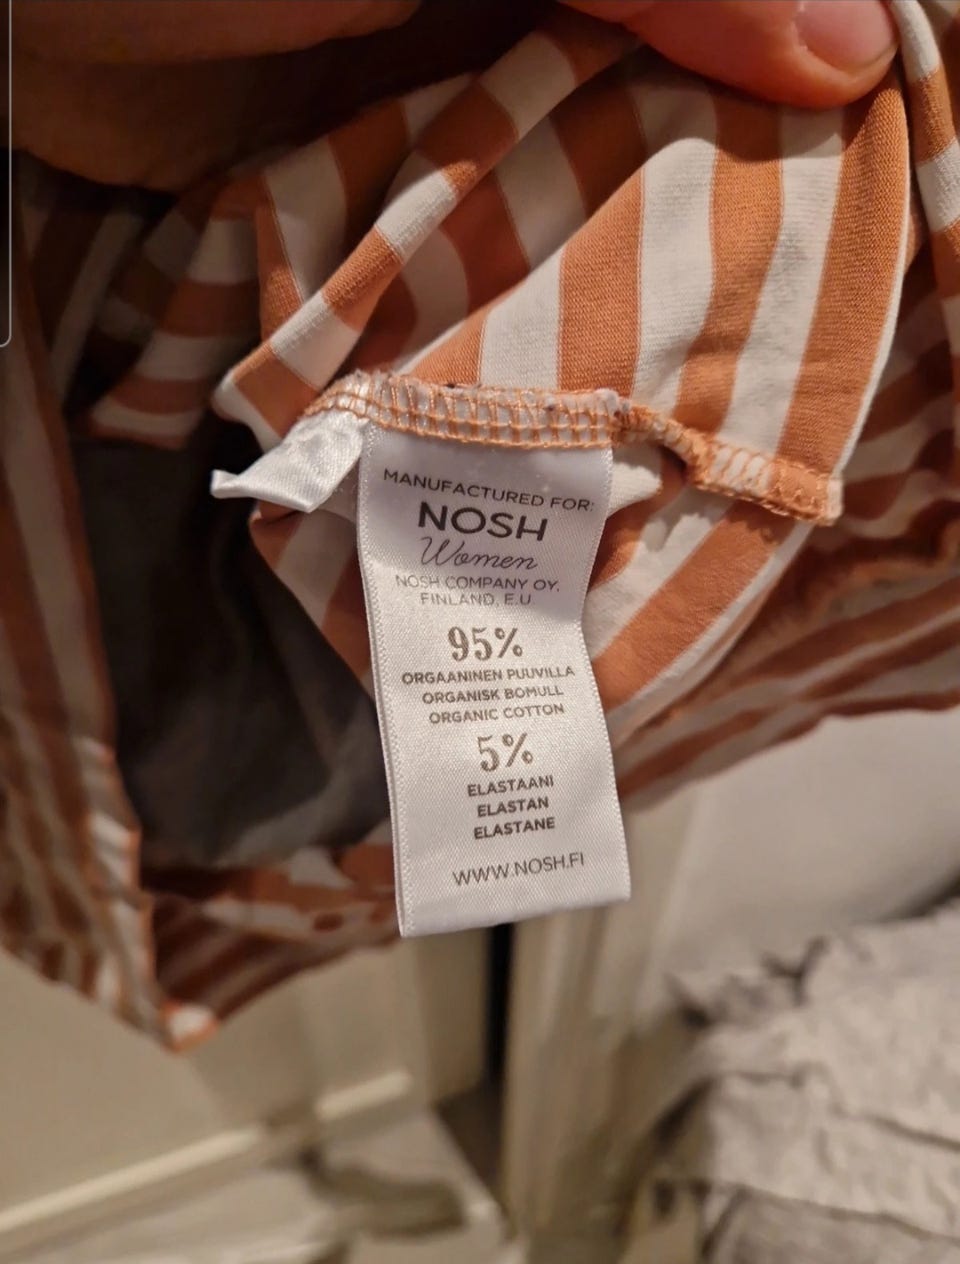 MANUFACTURED FOR:
NOSH
Women
NOSH COMPANY OY,
FINLAND, E.U
95%
ORGAANINEN PUUVILLA
ORGANISK BOMULL
ORGANIC COTTON
5%
ELASTAANI
ELASTAN
ELASTANE
WWW.NOSH.FI